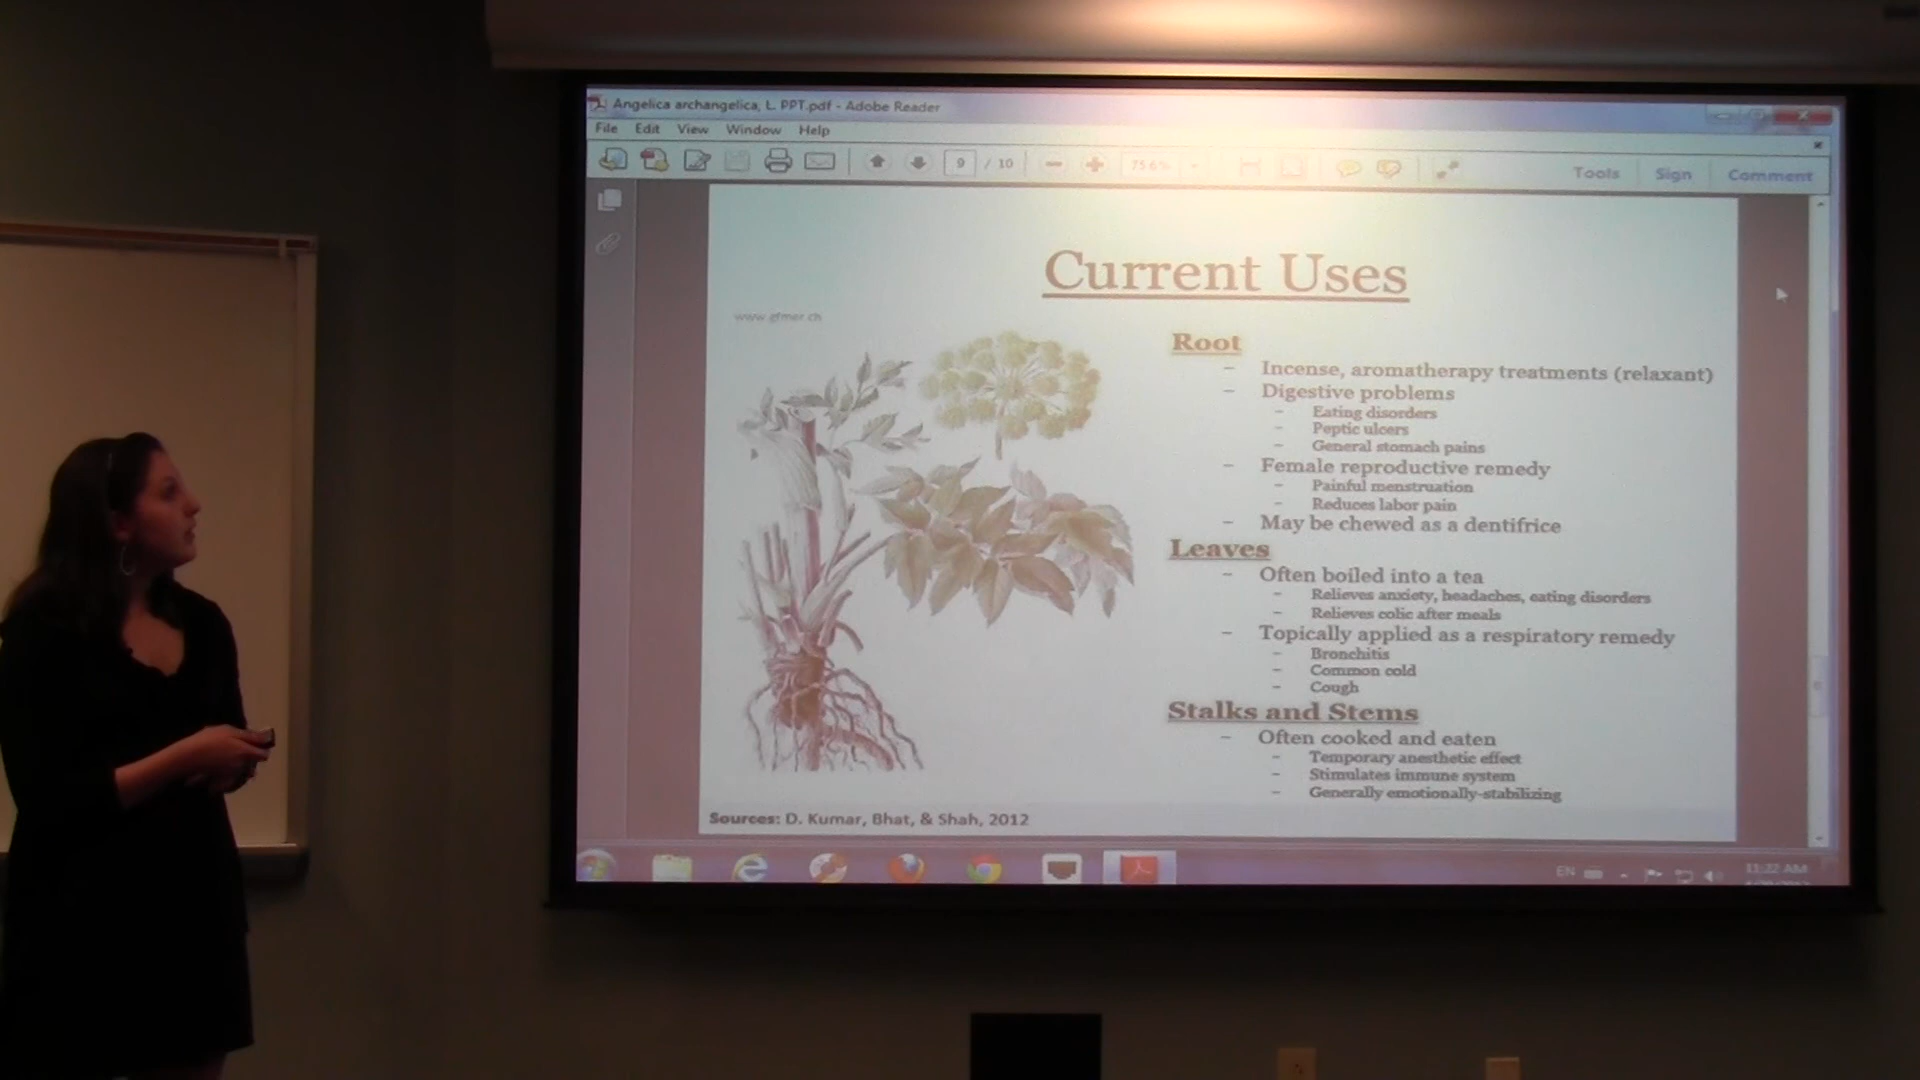 Angelica archangelica, L. PPT.pdf - Adobe Reader
File Edit View Window Help
9 / 10 75.6%
Tools Sign Comment
Current Uses
www.gfmer.ch
Root
- Incense, aromatherapy treatments (relaxant)
- Digestive problems
- Eating disorders
- Peptic ulcers
- General stomach pains
- Female reproductive remedy
- Painful menstruation
- Reduces labor pain
- May be chewed as a dentifrice
Leaves
- Often boiled into a tea
- Relieves anxiety, headaches, eating disorders
- Relieves colic after meals
- Topically applied as a respiratory remedy
- Bronchitis
- Common cold
- Cough
Stalks and Stems
- Often cooked and eaten
- Temporary anesthetic effect
- Stimulates immune system
- Generally emotionally-stabilizing
Sources: D. Kumar, Bhat, & Shah, 2012
EN
11:22 AM